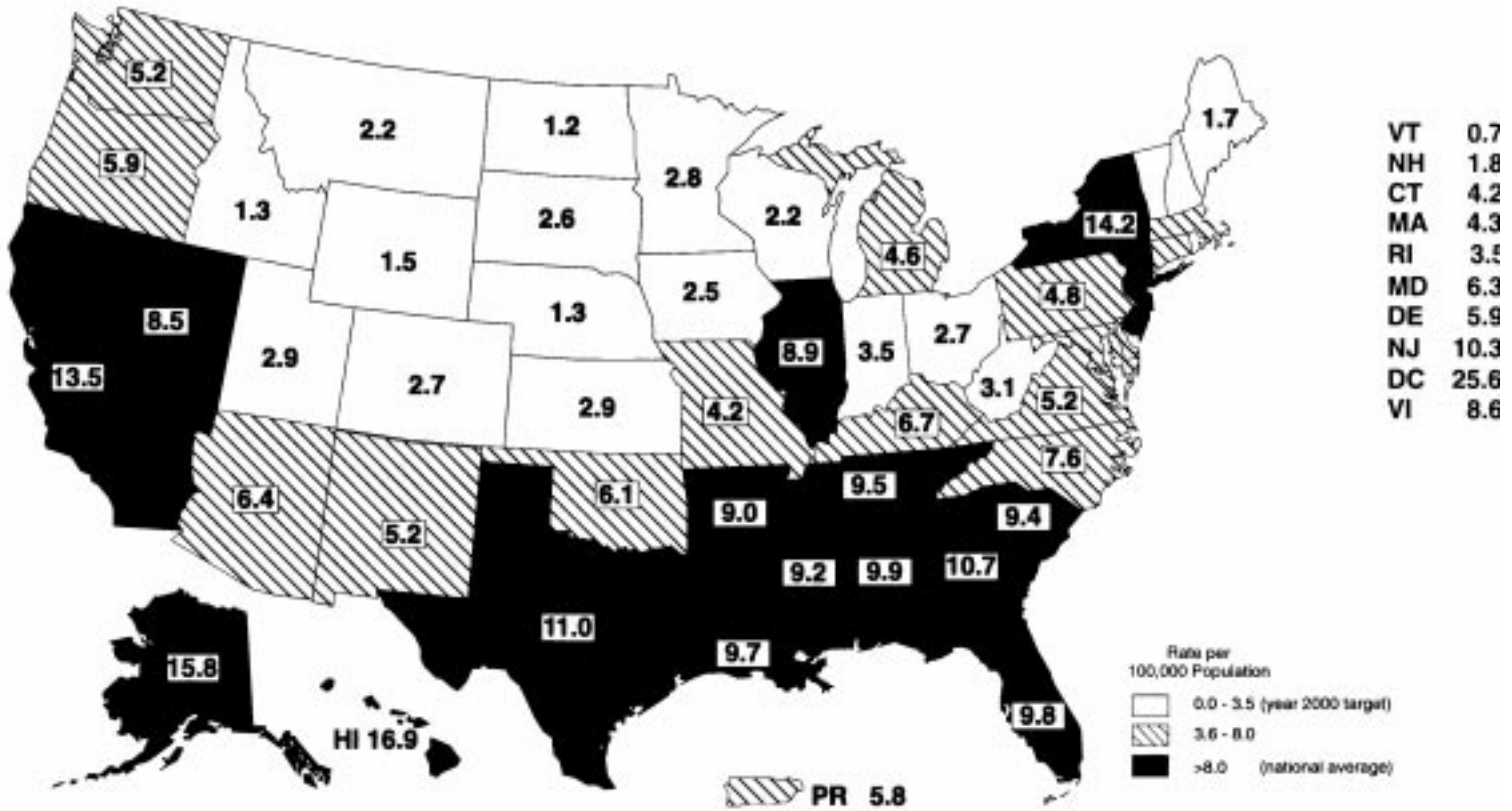 5.2
2.2
1.2
1.7
5.9
2.8
1.3
2.6
2.2
14.2
1.5
4.6
8.5
1.3
2.5
4.8
2.9
8.9
3.5
2.7
13.5
2.7
2.9
3.1
4.2
5.2
6.7
7.6
6.4
6.1
9.5
9.0
9.4
5.2
9.2
9.9
10.7
11.0
9.7
15.8
9.8
HI 16.9
PR 5.8
VT 0.7
NH 1.8
CT 4.2
MA 4.3
RI 3.5
MD 6.3
DE 5.9
NJ 10.3
DC 25.6
VI 8.6
Rate per
100,000 Population
0.0 - 3.5 (year 2000 target)
3.6 - 8.0
>8.0 (national average)